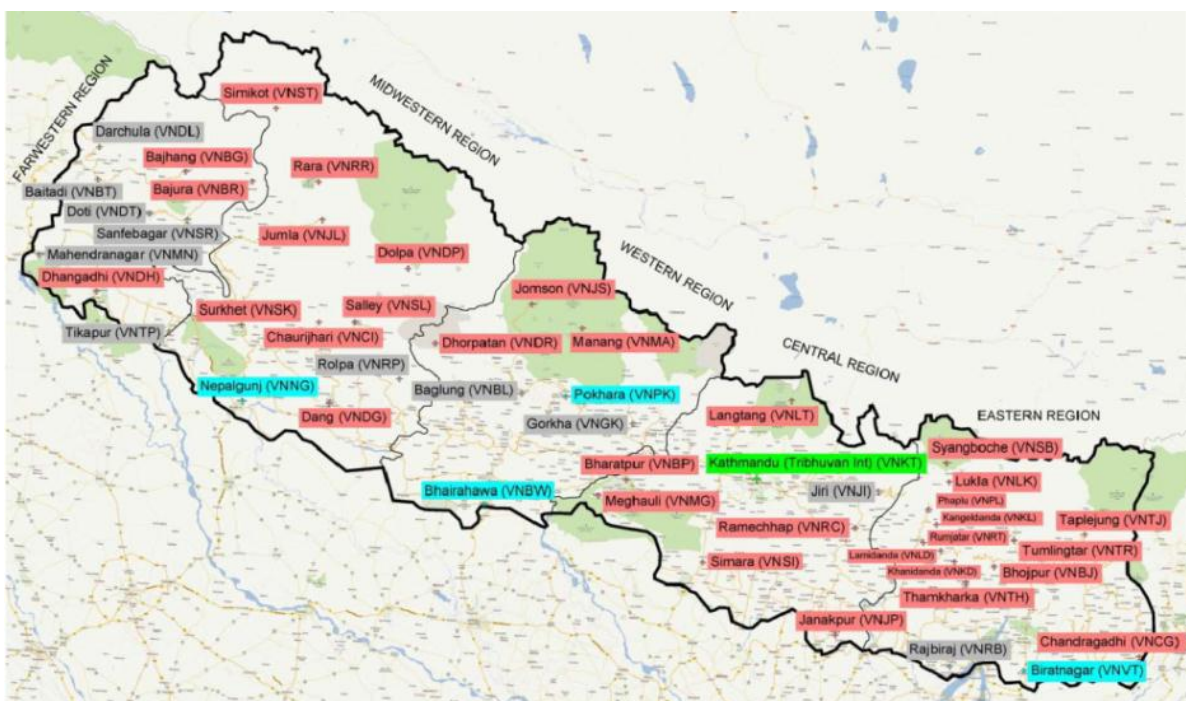 FARWESTERN REGION
MIDWESTERN REGION
WESTERN REGION
CENTRAL REGION
EASTERN REGION
Simikot (VNST)
Darchula (VNDL)
Bajhang (VNBG)
Rara (VNRR)
Baitadi (VNBT)
Bajura (VNBR)
Doti (VNDT)
Sanfebagar (VNSR)
Jumla (VNJL)
Mahendranagar (VNMN)
Dolpa (VNDP)
Dhangadhi (VNDH)
Jomson (VNJS)
Surkhet (VNSK)
Salley (VNSL)
Tikapur (VNTP)
Chaurijhari (VNCI)
Dhorpatan (VNDR)
Manang (VNMA)
Rolpa (VNRP)
Nepalgunj (VNNG)
Baglung (VNBL)
Pokhara (VNPK)
Dang (VNDG)
Gorkha (VNGK)
Langtang (VNLT)
Syangboche (VNSB)
Bharatpur (VNBP)
Kathmandu (Tribhuvan Int) (VNKT)
Lukla (VNLK)
Bhairahawa (VNBW)
Meghauli (VNMG)
Jiri (VNJI)
Phaplu (VNPL)
Kangeldanda (VNKL)
Taplejung (VNTJ)
Ramechhap (VNRC)
Rumjatar (VNRT)
Tumlingtar (VNTR)
Simara (VNSI)
Lamidanda (VNLD)
Khanidanda (VNKD)
Bhojpur (VNBJ)
Thamkharka (VNTH)
Janakpur (VNJP)
Rajbiraj (VNRB)
Chandragadhi (VNCG)
Biratnagar (VNVT)